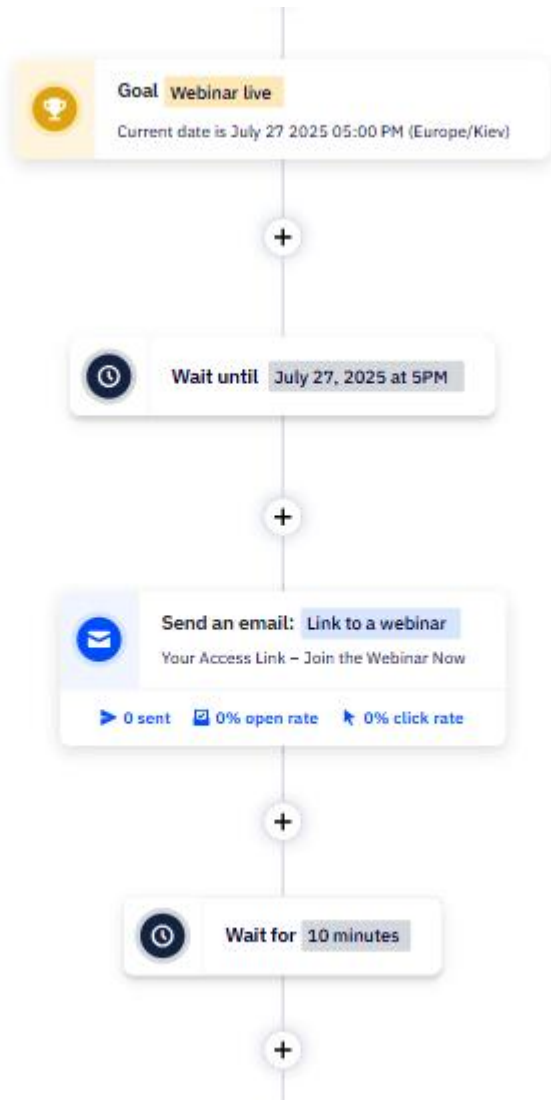 Goal Webinar live
Current date is July 27 2025 05:00 PM (Europe/Kiev)
Wait until July 27, 2025 at 5PM
Send an email: Link to a webinar
Your Access Link – Join the Webinar Now
0 sent 0% open rate 0% click rate
Wait for 10 minutes